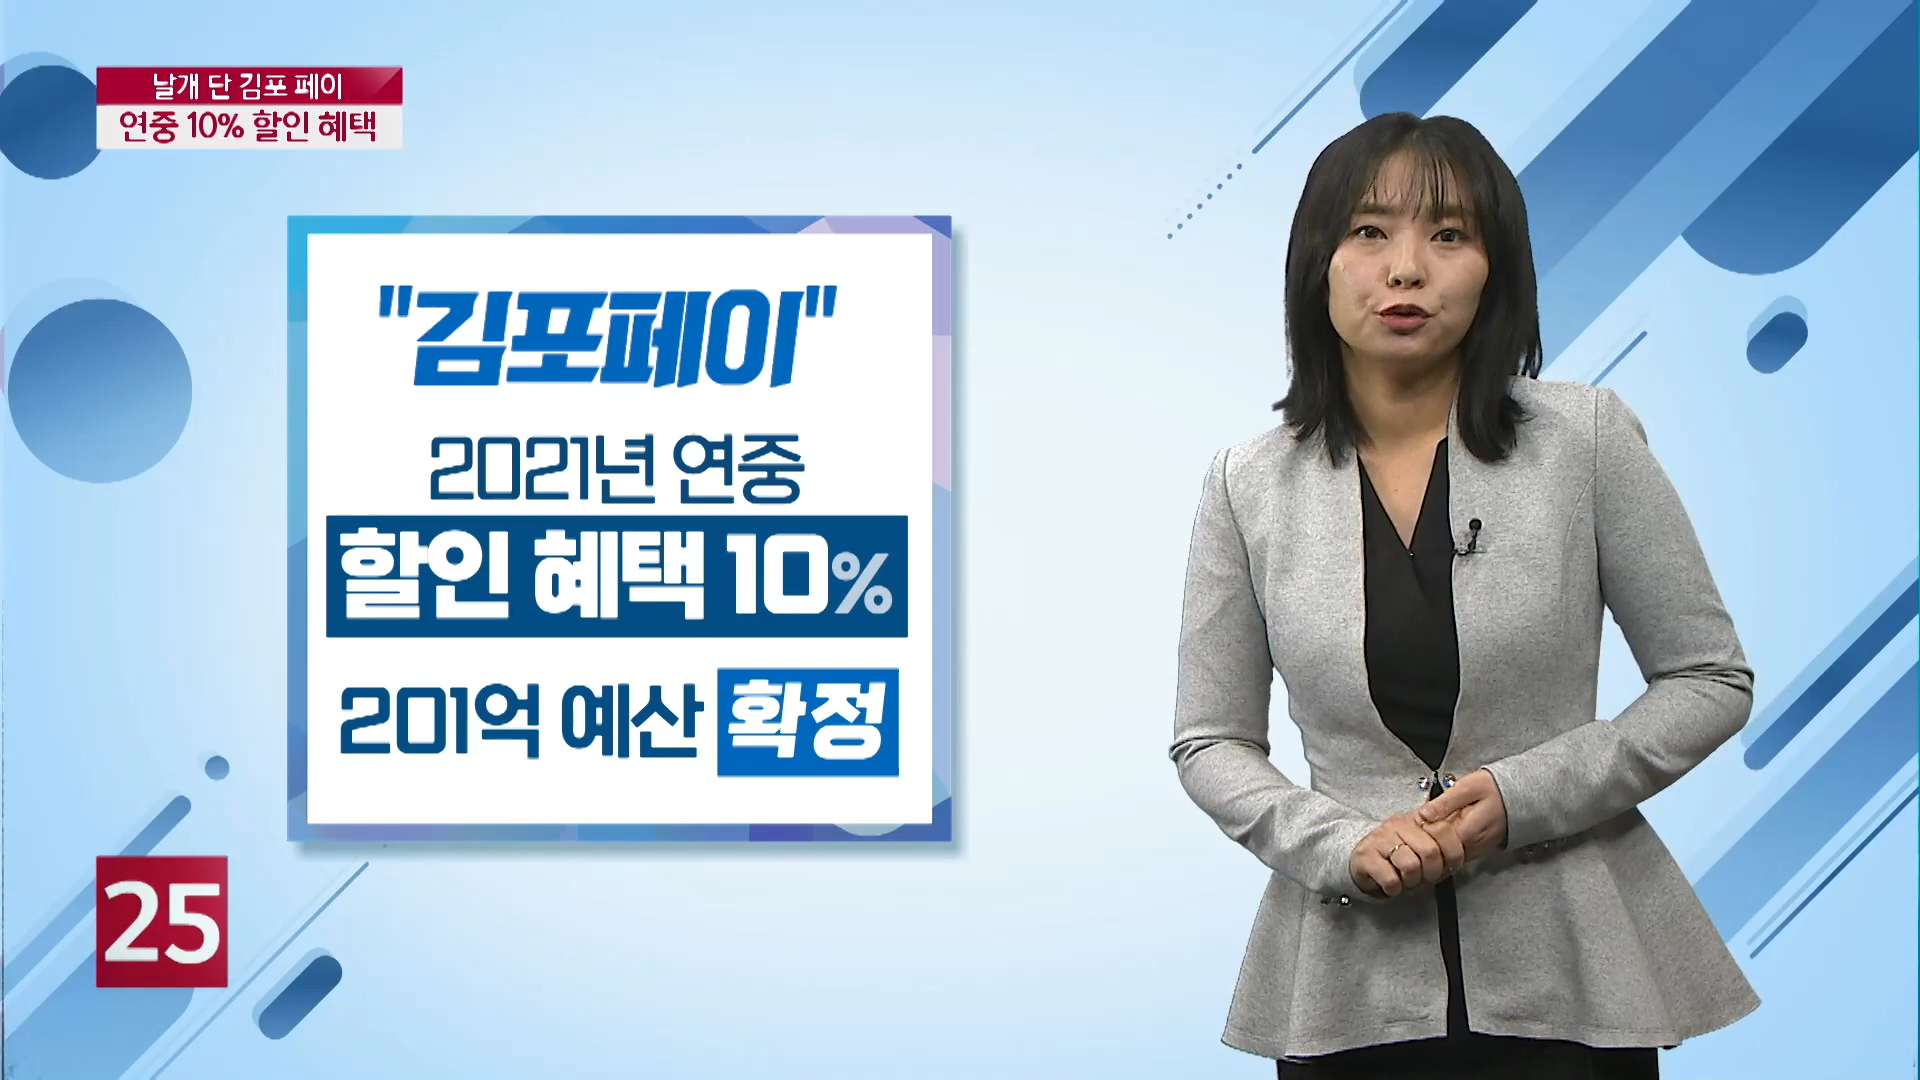 날개 단 김포 페이
연중 10% 할인 혜택
"김포페이"
2021년 연중
할인 혜택 10%
201억 예산 확정
25